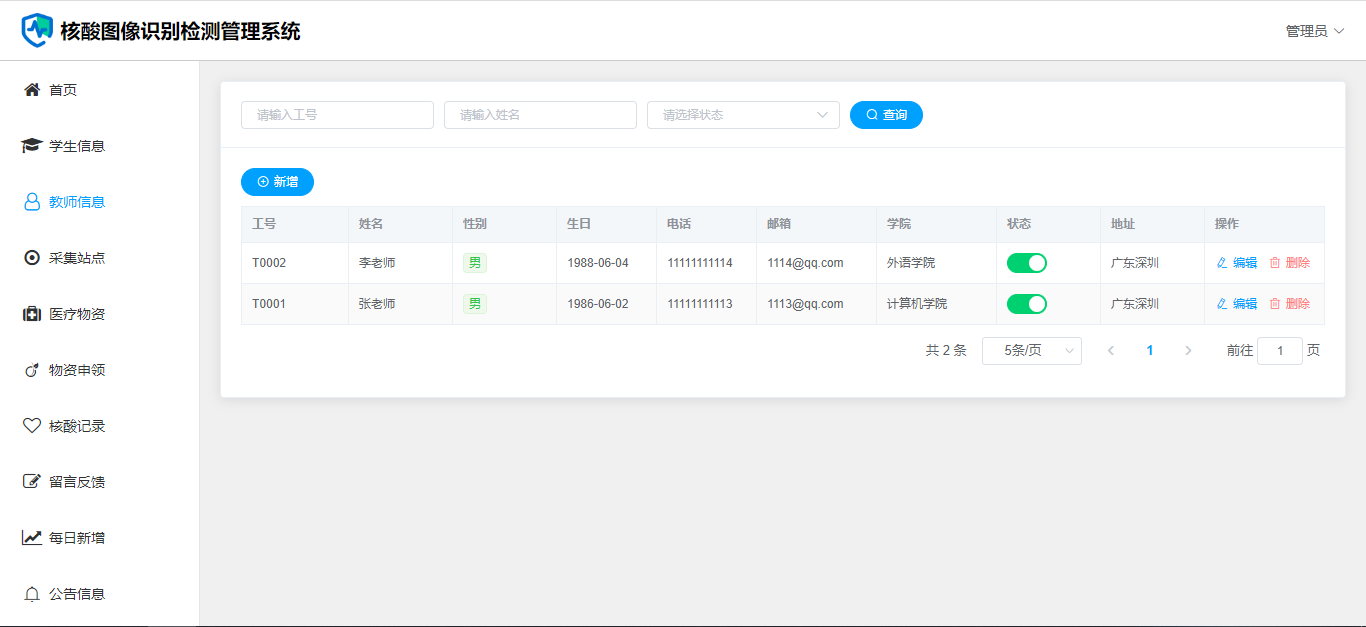 核酸图像识别检测管理系统
管理员
首页
学生信息
教师信息
采集站点
医疗物资
物资申领
核酸记录
留言反馈
每日新增
公告信息
请输入工号 请输入姓名 请选择状态 查询
新增
工号 姓名 性别 生日 电话 邮箱 学院 状态 地址 操作
T0002 李老师 男 1988-06-04 11111111114 1114@qq.com 外语学院 广东深圳 编辑 删除
T0001 张老师 男 1986-06-02 11111111113 1113@qq.com 计算机学院 广东深圳 编辑 删除
共 2 条 5条/页 1 前往 1 页